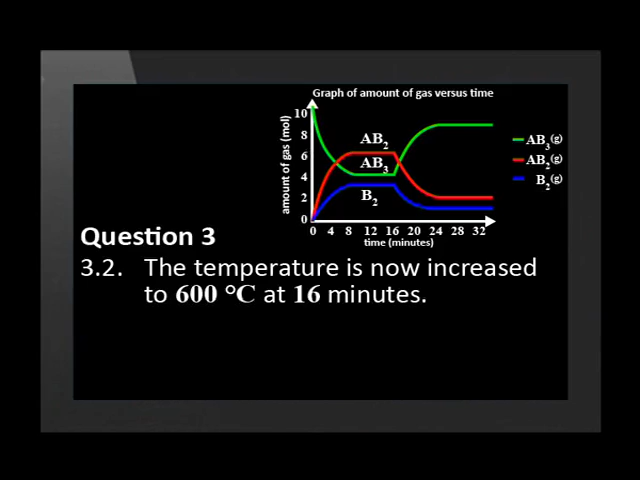 Graph of amount of gas versus time
amount of gas (mol)
10
8
6
4
2
0
AB2
AB3
B2
0 4 8 12 16 20 24 28 32
time (minutes)
AB3(g)
AB2(g)
B2(g)
Question 3
3.2. The temperature is now increased
to 600 °C at 16 minutes.